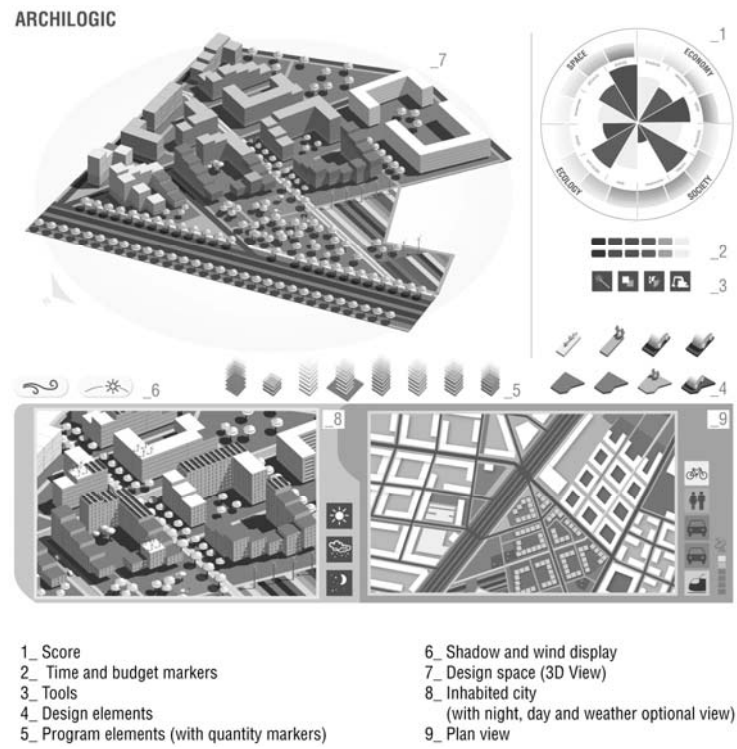 ARCHILOGIC
_7
_1
SPACE
ECONOMY
ECOLOGY
SOCIETY
_2
_3
_6
_5
_4
_8
_9
1_ Score
2_ Time and budget markers
3_ Tools
4_ Design elements
5_ Program elements (with quantity markers)
6_ Shadow and wind display
7_ Design space (3D View)
8_ Inhabited city
(with night, day and weather optional view)
9_ Plan view